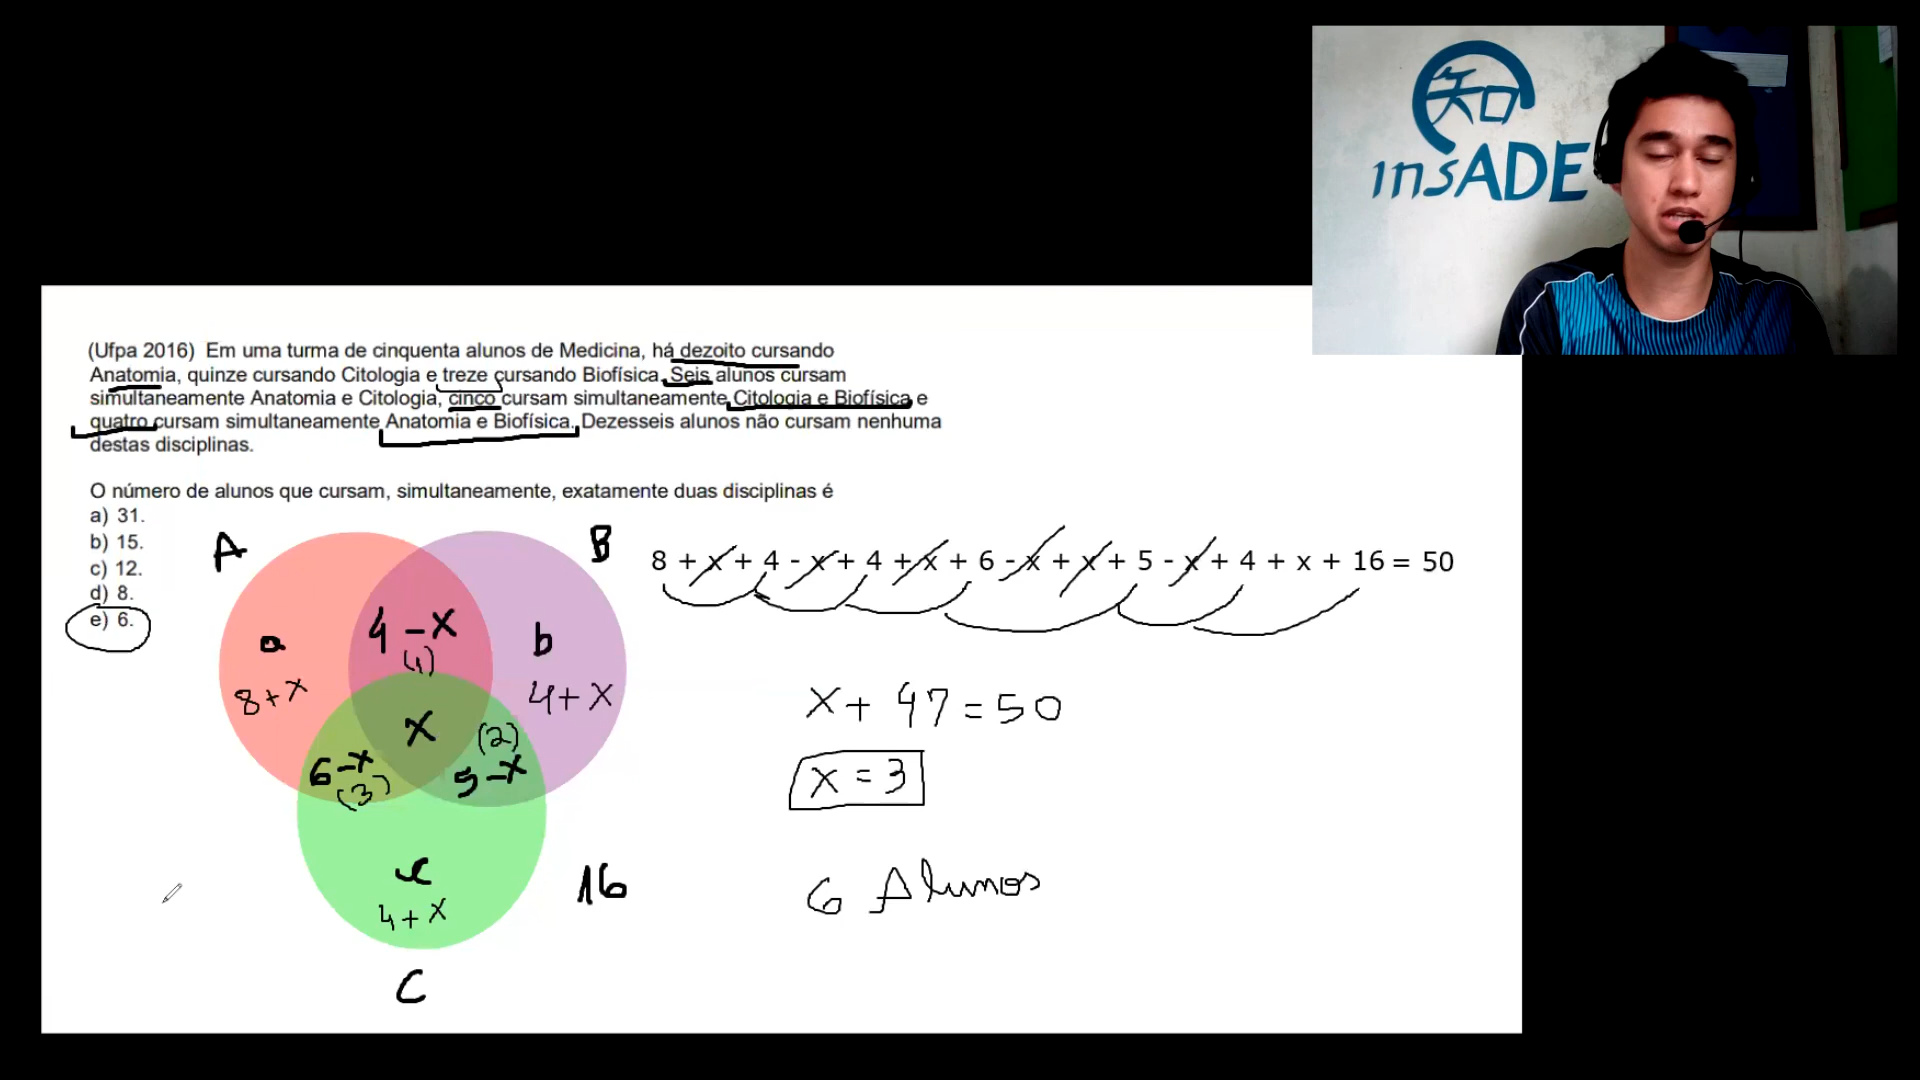 知
insADE
(Ufpa 2016) Em uma turma de cinquenta alunos de Medicina, há dezoito cursando
Anatomia, quinze cursando Citologia e treze cursando Biofísica. Seis alunos cursam
simultaneamente Anatomia e Citologia, cinco cursam simultaneamente Citologia e Biofísica e
quatro cursam simultaneamente Anatomia e Biofísica. Dezesseis alunos não cursam nenhuma
destas disciplinas.
O número de alunos que cursam, simultaneamente, exatamente duas disciplinas é
a) 31.
b) 15.
c) 12.
d) 8.
e) 6.
A
B
8 + x + 4 - x + 4 + x + 6 - x + x + 5 - x + 4 + x + 16 = 50
a
4 - x
(1)
b
8 + x
4 + x
x
(2)
6 - x
(3)
5 - x
c
4 + x
16
C
x + 47 = 50
x = 3
6 Alunos